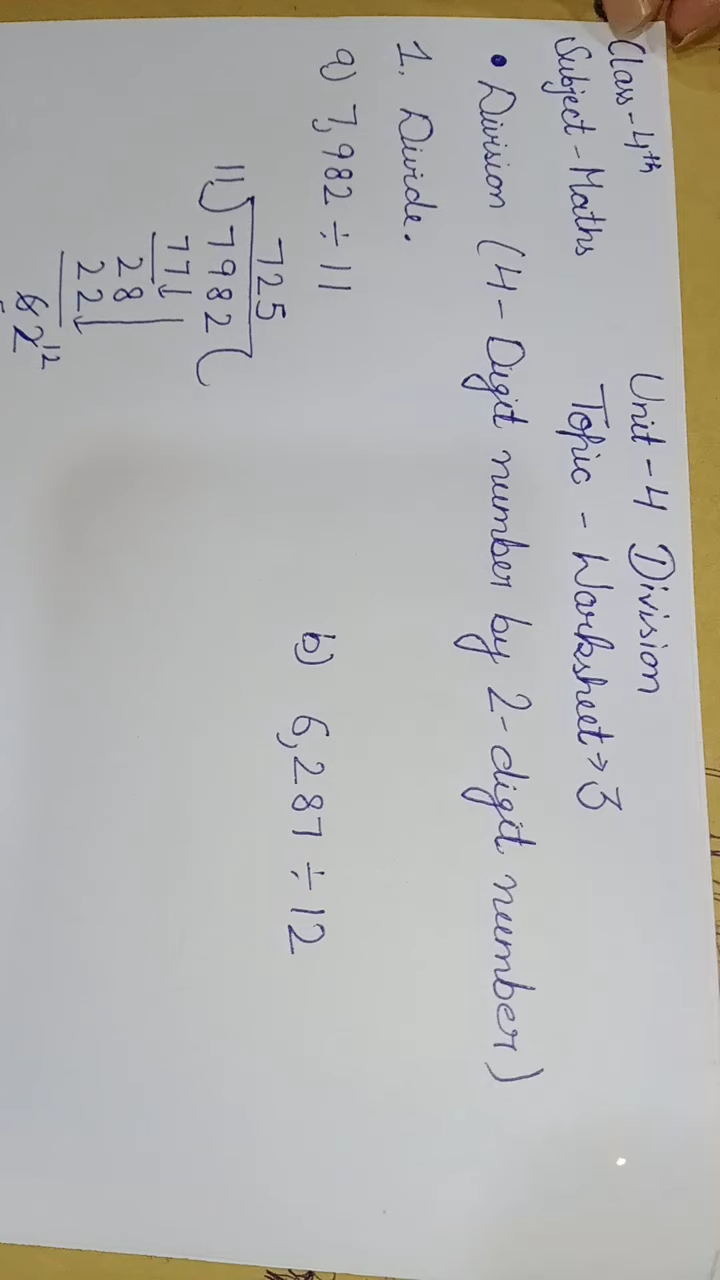 Class-4th Unit-4 Division
Subject-Maths Topic - Worksheet→3
• Division (4-Digit number by 2-digit number)
1. Divide.
a) 7,982÷11 b) 6,287÷12
725
11)7982(
77↓
28
22↓
62 12